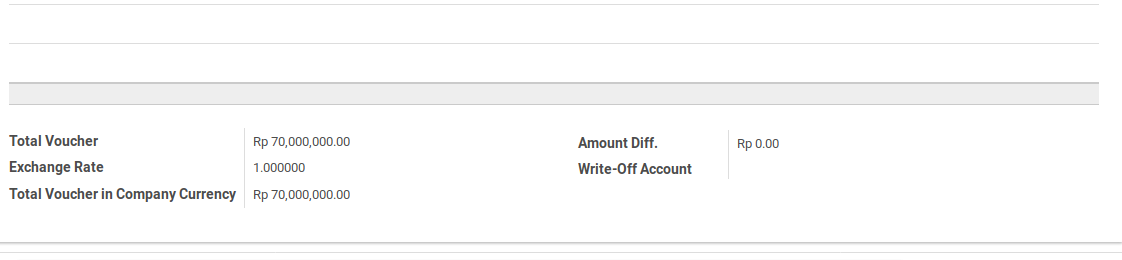 Total Voucher Rp 70,000,000.00
Exchange Rate 1.000000
Total Voucher in Company Currency Rp 70,000,000.00
Amount Diff. Rp 0.00
Write-Off Account